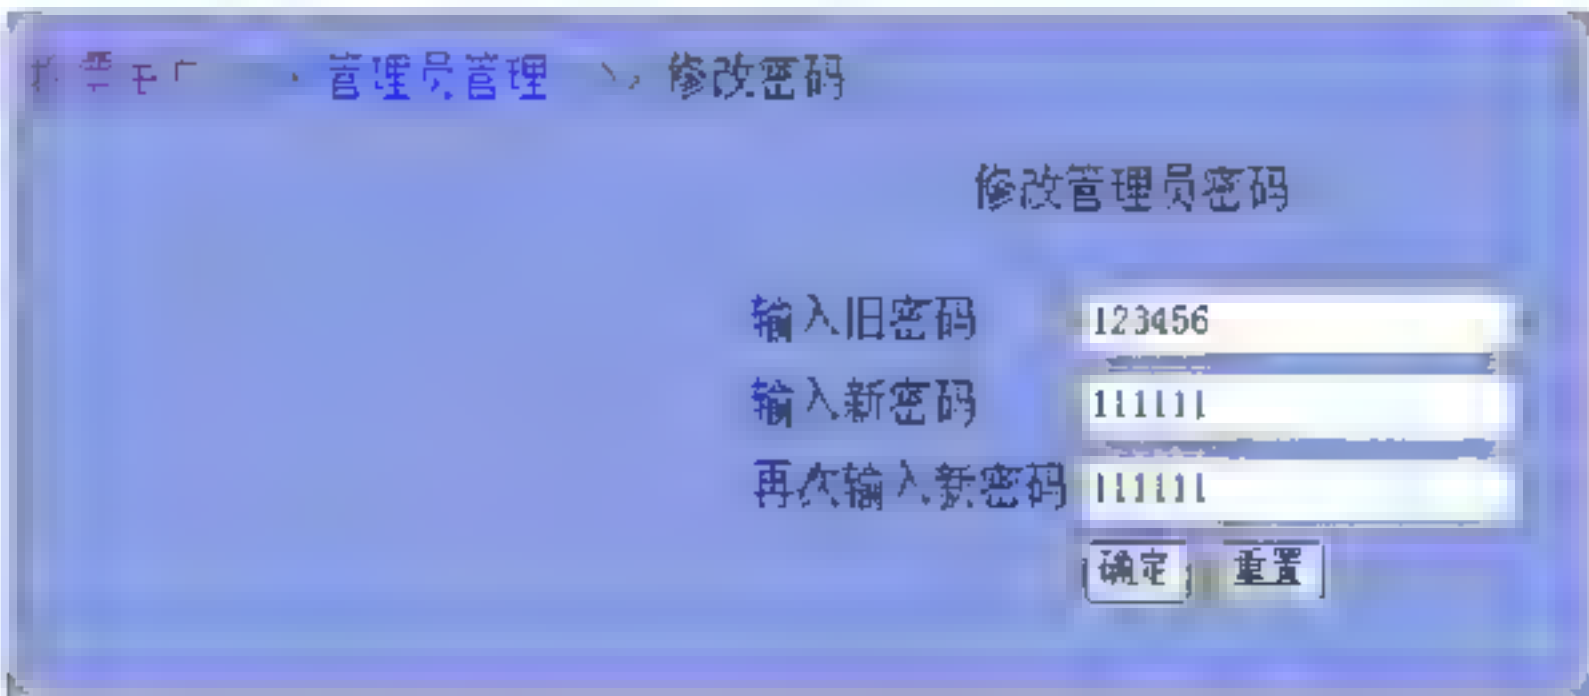 管理员管理 >> 修改密码
修改管理员密码
输入旧密码 123456
输入新密码 111111
再次输入新密码 111111
确定 重置